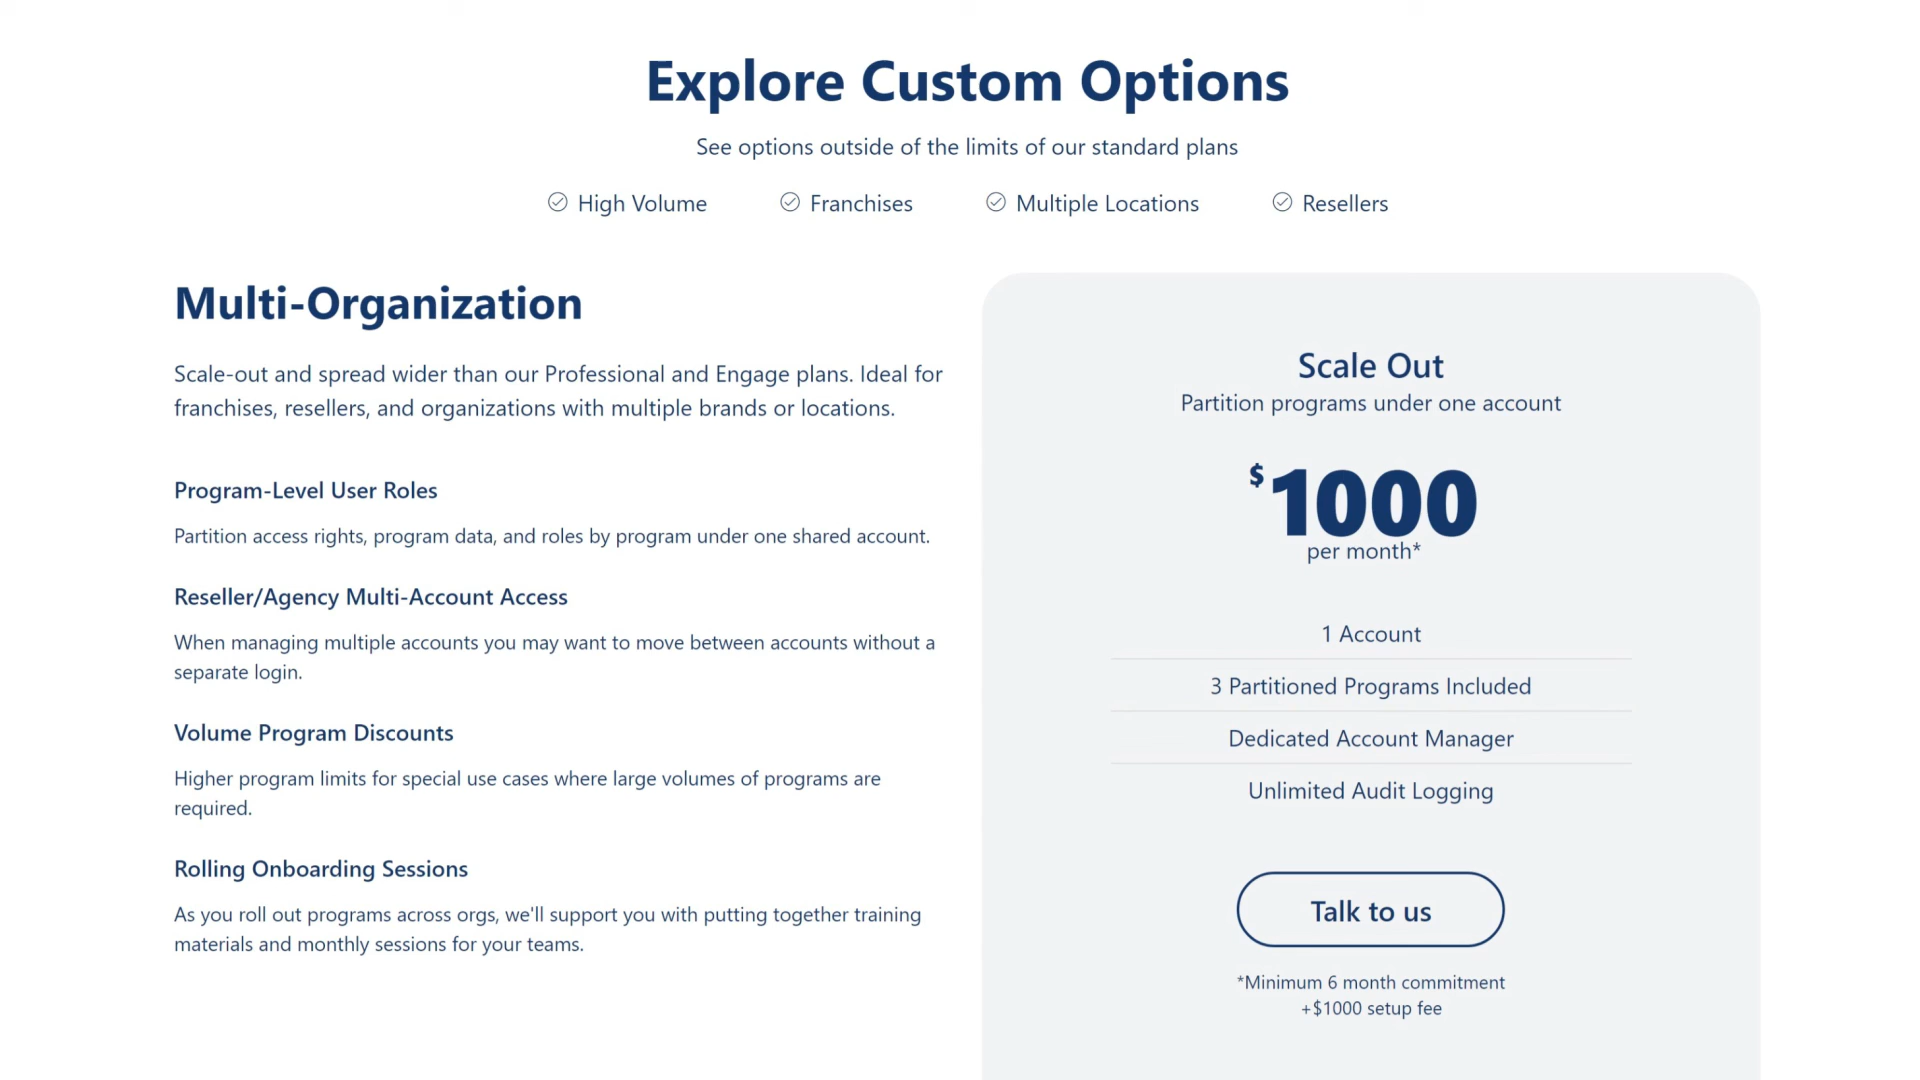 Explore Custom Options
See options outside of the limits of our standard plans
High Volume
Franchises
Multiple Locations
Resellers
Multi-Organization
Scale-out and spread wider than our Professional and Engage plans. Ideal for
franchises, resellers, and organizations with multiple brands or locations.
Program-Level User Roles
Partition access rights, program data, and roles by program under one shared account.
Reseller/Agency Multi-Account Access
When managing multiple accounts you may want to move between accounts without a
separate login.
Volume Program Discounts
Higher program limits for special use cases where large volumes of programs are
required.
Rolling Onboarding Sessions
As you roll out programs across orgs, we'll support you with putting together training
materials and monthly sessions for your teams.
Scale Out
Partition programs under one account
$1000
per month*
1 Account
3 Partitioned Programs Included
Dedicated Account Manager
Unlimited Audit Logging
Talk to us
*Minimum 6 month commitment
+$1000 setup fee